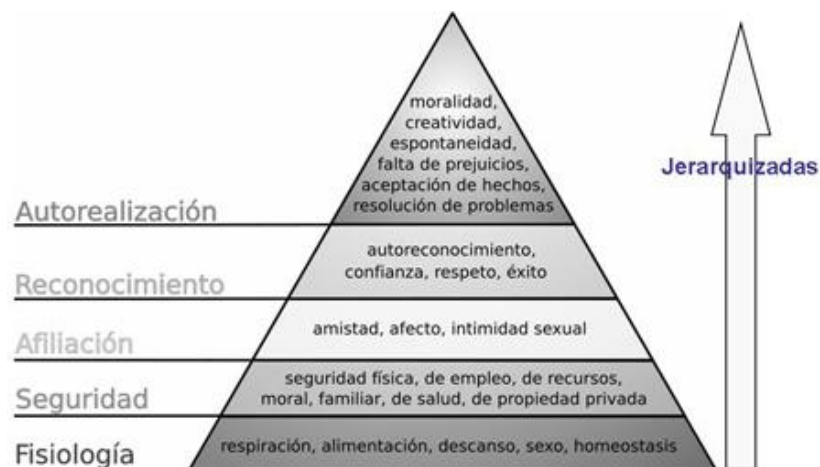 moralidad,
creatividad,
espontaneidad,
falta de prejuicios,
aceptación de hechos,
resolución de problemas
Jerarquizadas
Autorealización
autoreconocimiento,
confianza, respeto, éxito
Reconocimiento
amistad, afecto, intimidad sexual
Afiliación
seguridad física, de empleo, de recursos,
moral, familiar, de salud, de propiedad privada
Seguridad
respiración, alimentación, descanso, sexo, homeostasis
Fisiología